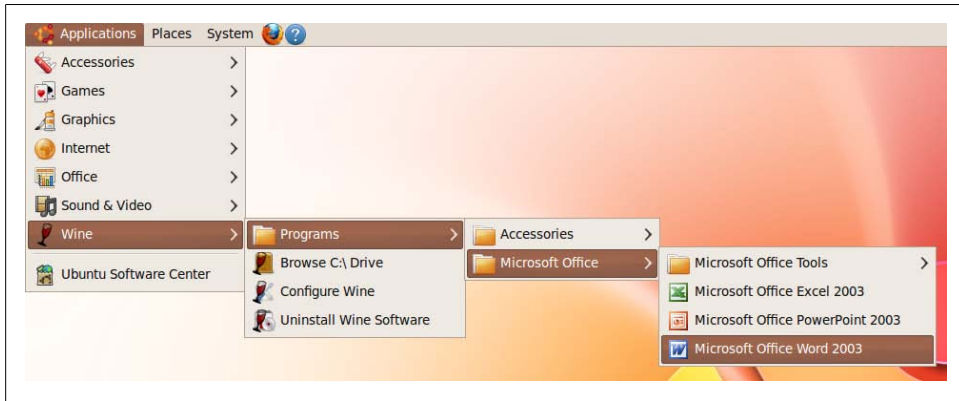 Applications Places System ?
Accessories
Games
Graphics
Internet
Office
Sound & Video
Wine
Ubuntu Software Center
Programs
Browse C:\ Drive
Configure Wine
Uninstall Wine Software
Accessories
Microsoft Office
Microsoft Office Tools
Microsoft Office Excel 2003
Microsoft Office PowerPoint 2003
Microsoft Office Word 2003